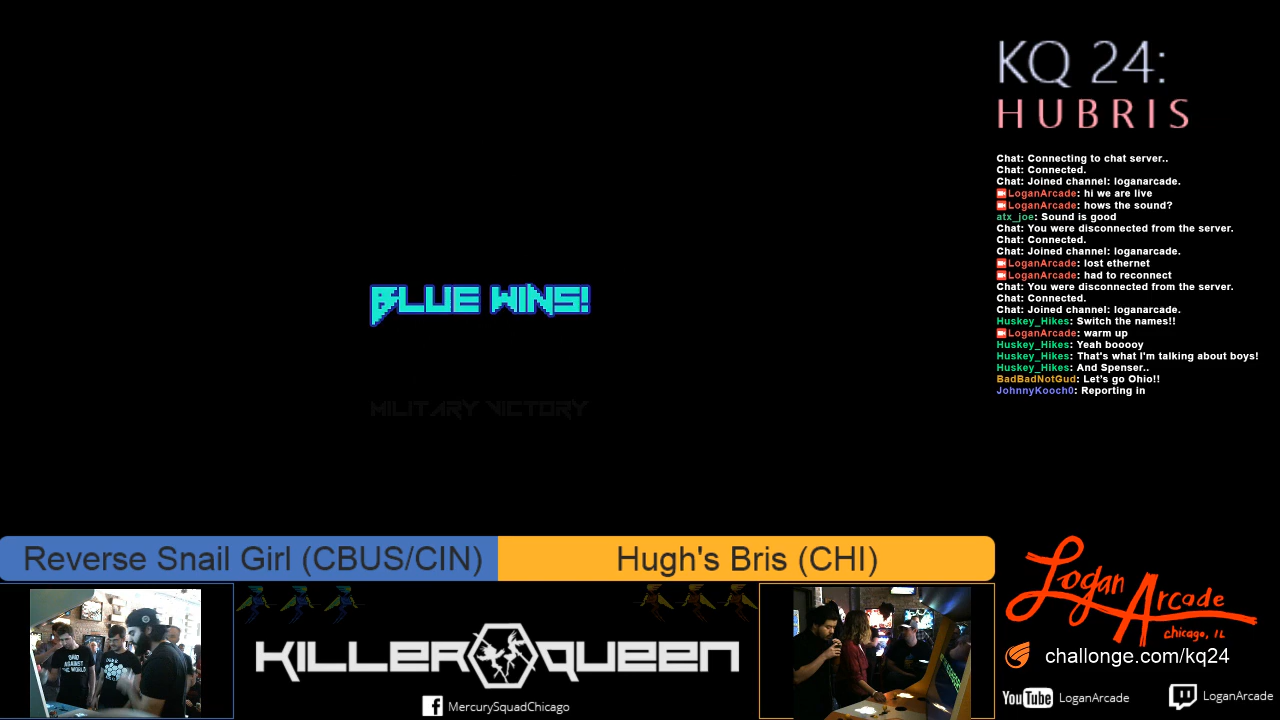 KQ 24:
HUBRIS
Chat: Connecting to chat server..
Chat: Connected.
Chat: Joined channel: loganarcade.
LoganArcade: hi we are live
LoganArcade: hows the sound?
atx_joe: Sound is good
Chat: You were disconnected from the server.
Chat: Connected.
Chat: Joined channel: loganarcade.
LoganArcade: lost ethernet
LoganArcade: had to reconnect
Chat: You were disconnected from the server.
Chat: Connected.
Chat: Joined channel: loganarcade.
Huskey_Hikes: Switch the names!!
LoganArcade: warm up
Huskey_Hikes: Yeah booooy
Huskey_Hikes: That's what I'm talking about boys!
Huskey_Hikes: And Spenser..
BadBadNotGud: Let's go Ohio!!
JohnnyKooch0: Reporting in
BLUE WINS!
MILITARY VICTORY
Reverse Snail Girl (CBUS/CIN)
Hugh's Bris (CHI)
OHIO
AGAINST
THE WORLD
KILLER QUEEN
MercurySquadChicago
Logan Arcade
chicago, IL
challonge.com/kq24
YouTube LoganArcade
LoganArcade